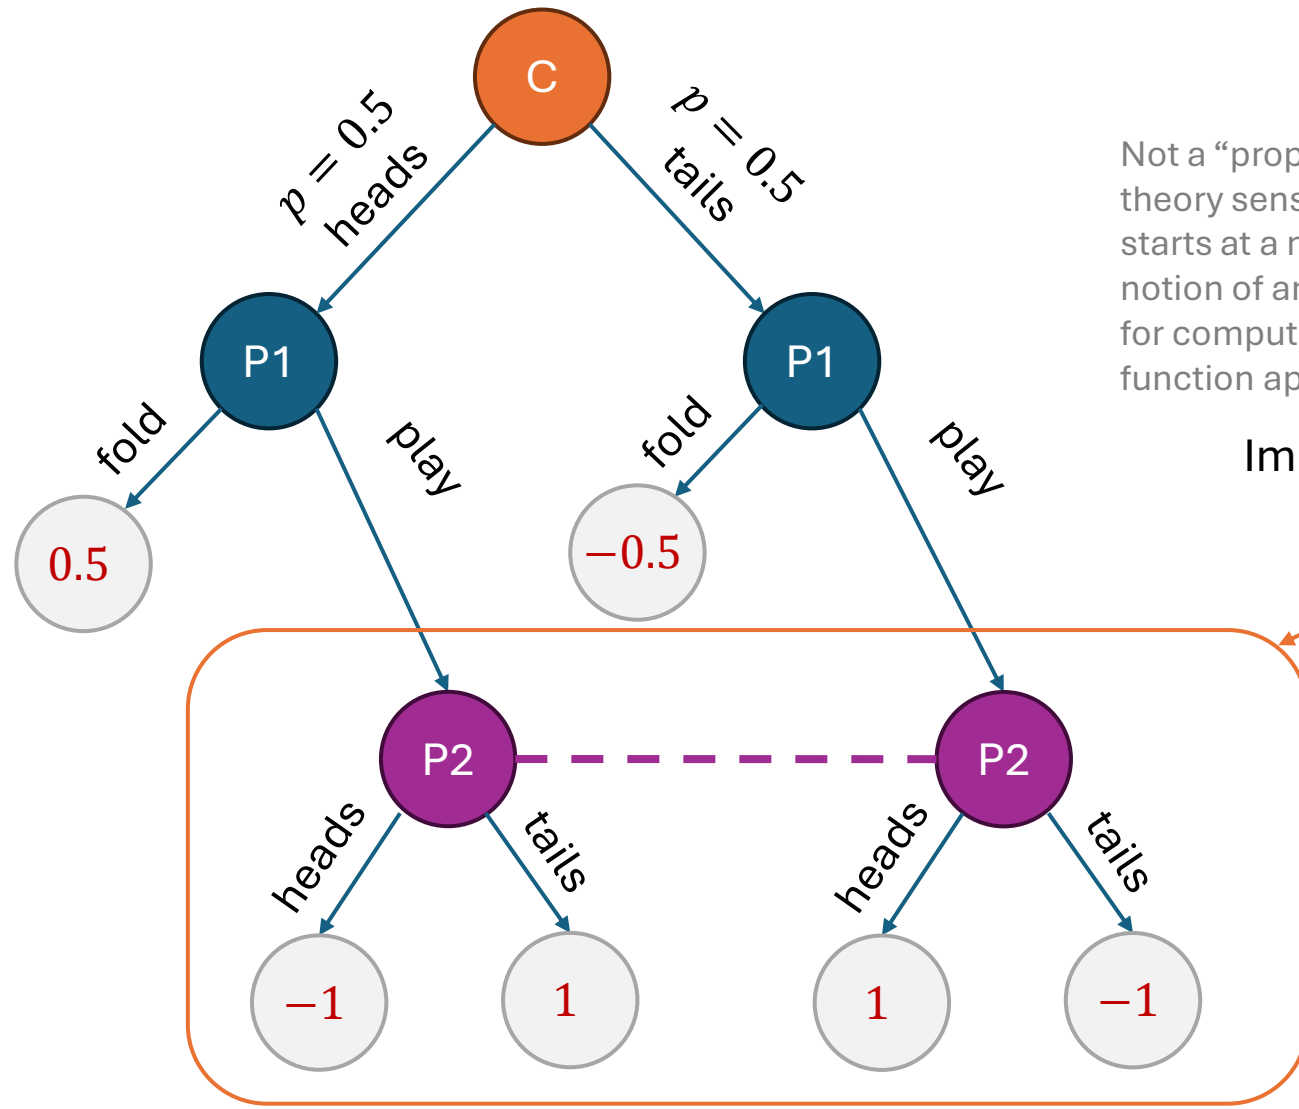 C
p = 0.5
heads
p = 0.5
tails
Not a “prop
theory sens
starts at a
notion of
for comput
function ap
Im
P1
P1
fold
play
fold
play
0.5
−0.5
P2
P2
heads
tails
heads
tails
−1
1
1
−1